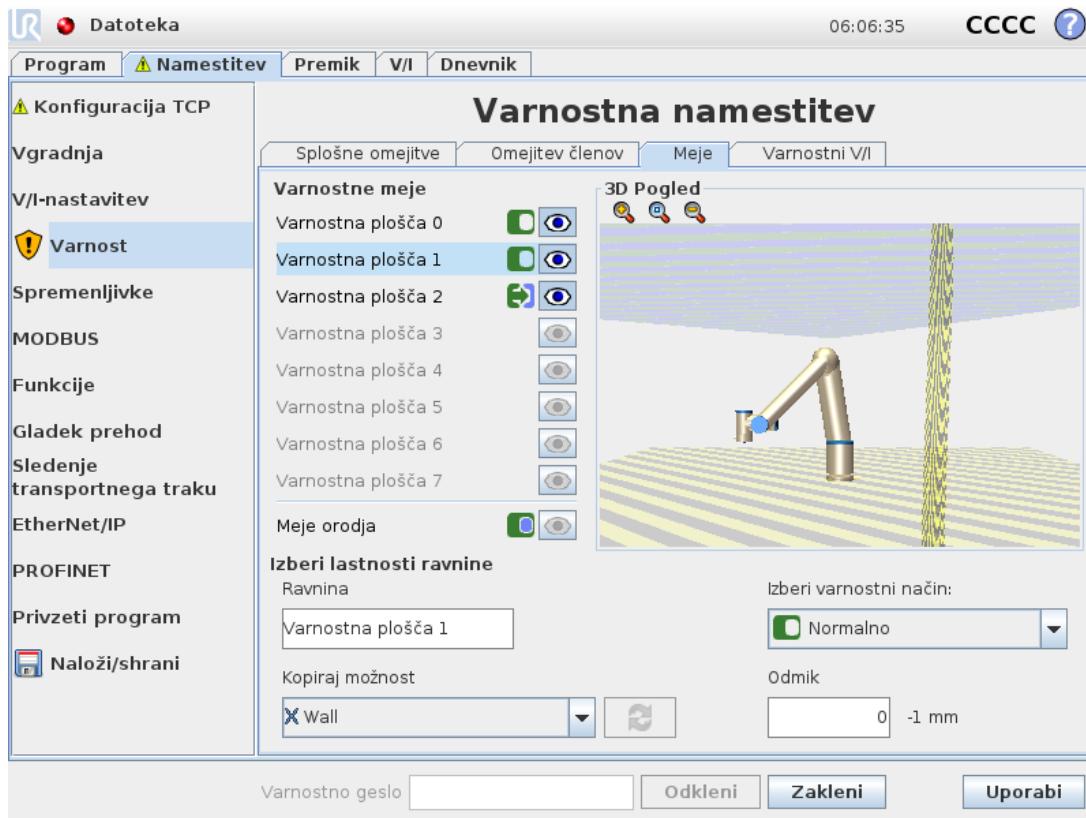 UR Datoteka 06:06:35 CCCC ?
Program Namestitev Premik V/I Dnevnik
Konfiguracija TCP
Vgradnja
V/I-nastavitev
Varnost
Spremenljivke
MODBUS
Funkcije
Gladek prehod
Sledenje
transportnega traku
EtherNet/IP
PROFINET
Privzeti program
Naloži/shrani
Varnostna namestitev
Splošne omejitve Omejitev členov Meje Varnostni V/I
Varnostne meje
Varnostna plošča 0
Varnostna plošča 1
Varnostna plošča 2
Varnostna plošča 3
Varnostna plošča 4
Varnostna plošča 5
Varnostna plošča 6
Varnostna plošča 7
Meje orodja
3D Pogled
Izberi lastnosti ravnine
Ravnina
Varnostna plošča 1
Izberi varnostni način:
Normalno
Kopiraj možnost
Wall
Odmik
0 -1 mm
Varnostno geslo Odkleni Zakleni Uporabi